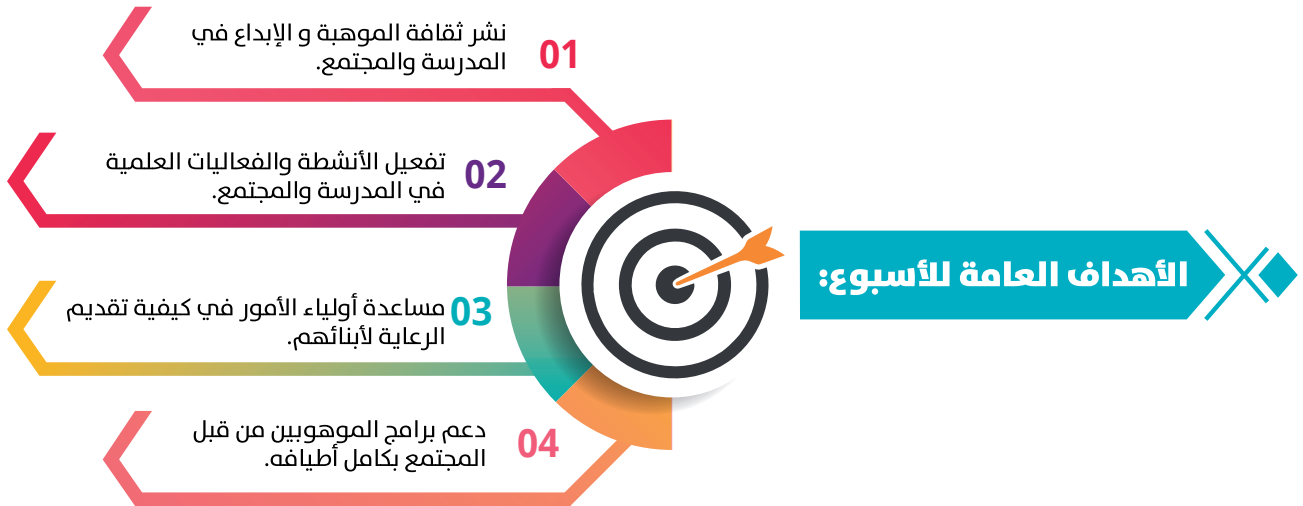 الأهداف العامة للأسبوع:
01
نشر ثقافة الموهبة و الإبداع في
المدرسة والمجتمع.
02
تفعيل الأنشطة والفعاليات العلمية
في المدرسة والمجتمع.
03
مساعدة أولياء الأمور في كيفية تقديم
الرعاية لأبنائهم.
04
دعم برامج الموهوبين من قبل
المجتمع بكامل أطيافه.